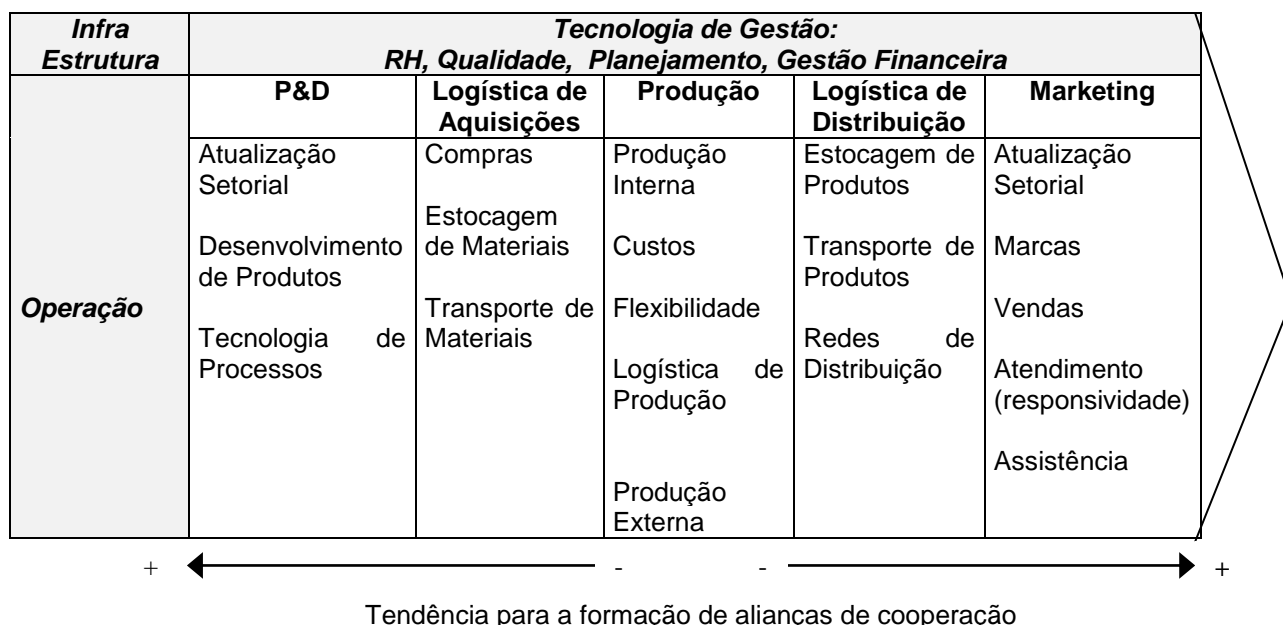 Infra
Estrutura
Tecnologia de Gestão:
RH, Qualidade, Planejamento, Gestão Financeira
P&D
Logística de
Aquisições
Produção
Logística de
Distribuição
Marketing
Operação
Atualização
Setorial
Desenvolvimento
de Produtos
Tecnologia de
Processos
Compras
Estocagem
de Materiais
Transporte de
Materiais
Produção
Interna
Custos
Flexibilidade
Logística de
Produção
Produção
Externa
Estocagem de
Produtos
Transporte de
Produtos
Redes de
Distribuição
Atualização
Setorial
Marcas
Vendas
Atendimento
(responsividade)
Assistência
+ - - +
Tendência para a formação de alianças de cooperação